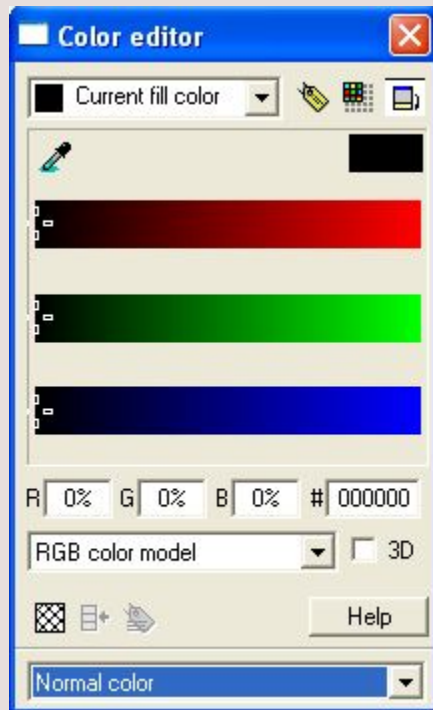 Color editor
Current fill color
R 0% G 0% B 0% # 000000
RGB color model 3D
Help
Normal color